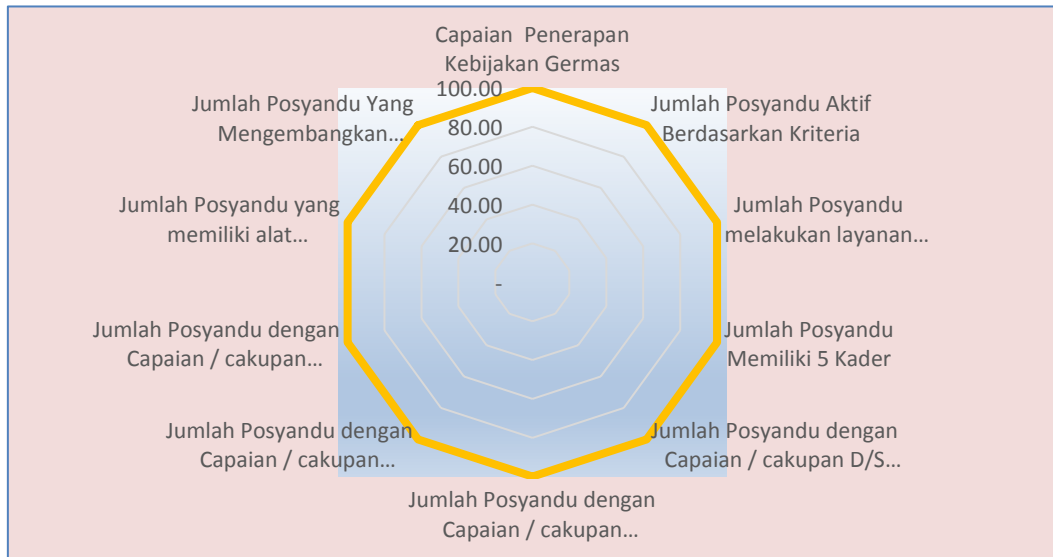 Capaian Penerapan
Kebijakan Germas
Jumlah Posyandu Aktif
Berdasarkan Kriteria
Jumlah Posyandu
melakukan layanan...
Jumlah Posyandu
Memiliki 5 Kader
Jumlah Posyandu dengan
Capaian / cakupan D/S...
Jumlah Posyandu dengan
Capaian / cakupan...
Jumlah Posyandu dengan
Capaian / cakupan...
Jumlah Posyandu dengan
Capaian / cakupan...
Jumlah Posyandu yang
memiliki alat...
Jumlah Posyandu Yang
Mengembangkan...
100.00
80.00
60.00
40.00
20.00
-